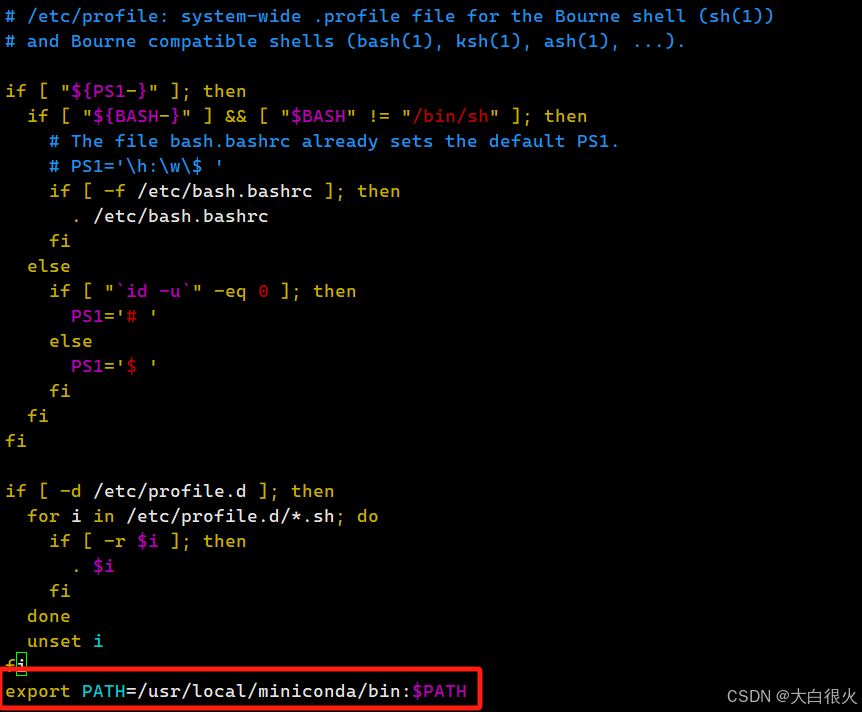 # /etc/profile: system-wide .profile file for the Bourne shell (sh(1))
# and Bourne compatible shells (bash(1), ksh(1), ash(1), ...).

if [ "${PS1-}" ]; then
  if [ "${BASH-}" ] && [ "$BASH" != "/bin/sh" ]; then
    # The file bash.bashrc already sets the default PS1.
    # PS1='\h:\w\$ '
    if [ -f /etc/bash.bashrc ]; then
      . /etc/bash.bashrc
    fi
  else
    if [ "`id -u`" -eq 0 ]; then
      PS1='# '
    else
      PS1='$ '
    fi
  fi
fi

if [ -d /etc/profile.d ]; then
  for i in /etc/profile.d/*.sh; do
    if [ -r $i ]; then
      . $i
    fi
  done
  unset i
fi
export PATH=/usr/local/miniconda/bin:$PATH
CSDN @大白很火